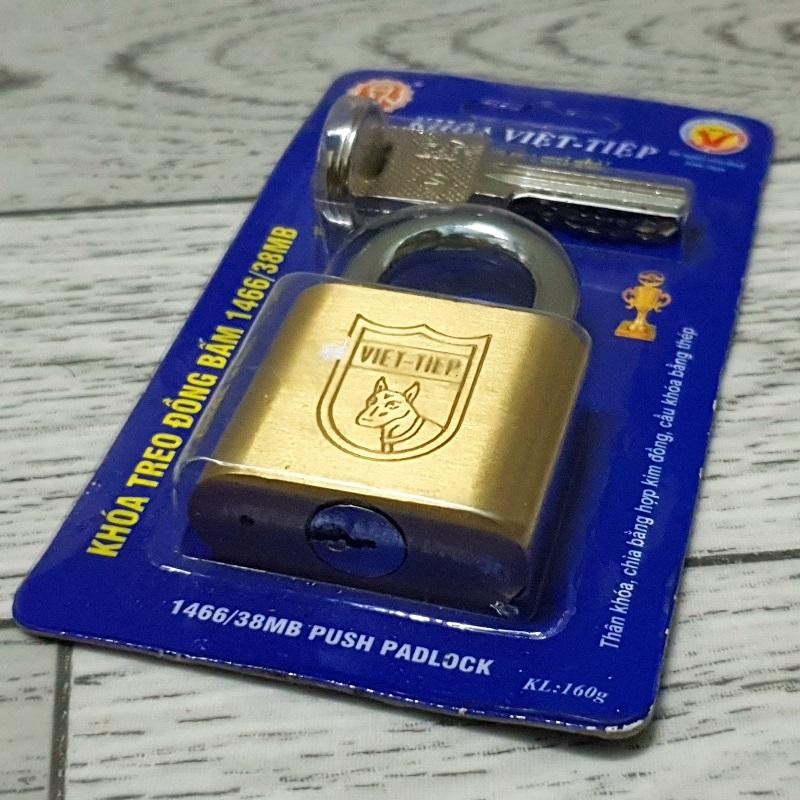 KHÓA VIỆT-TIỆP
KHÓA TREO ĐỒNG BẤM 1466/38MB
VIET-TIEP
Thân khóa, chìa bằng hợp kim đồng, cầu khóa bằng thép
1466/38MB PUSH PADLOCK
KL:160g